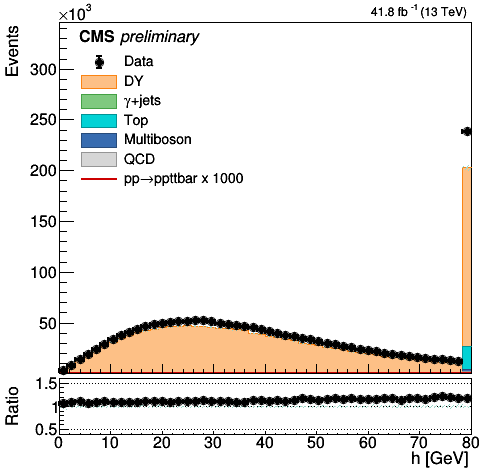 ×10³
41.8 fb⁻¹ (13 TeV)
Events
CMS preliminary
Data
DY
γ+jets
Top
Multiboson
QCD
pp→ppttbar x 1000
300
250
200
150
100
50
Ratio
1.5
1
0.5
0 10 20 30 40 50 60 70 80
h [GeV]